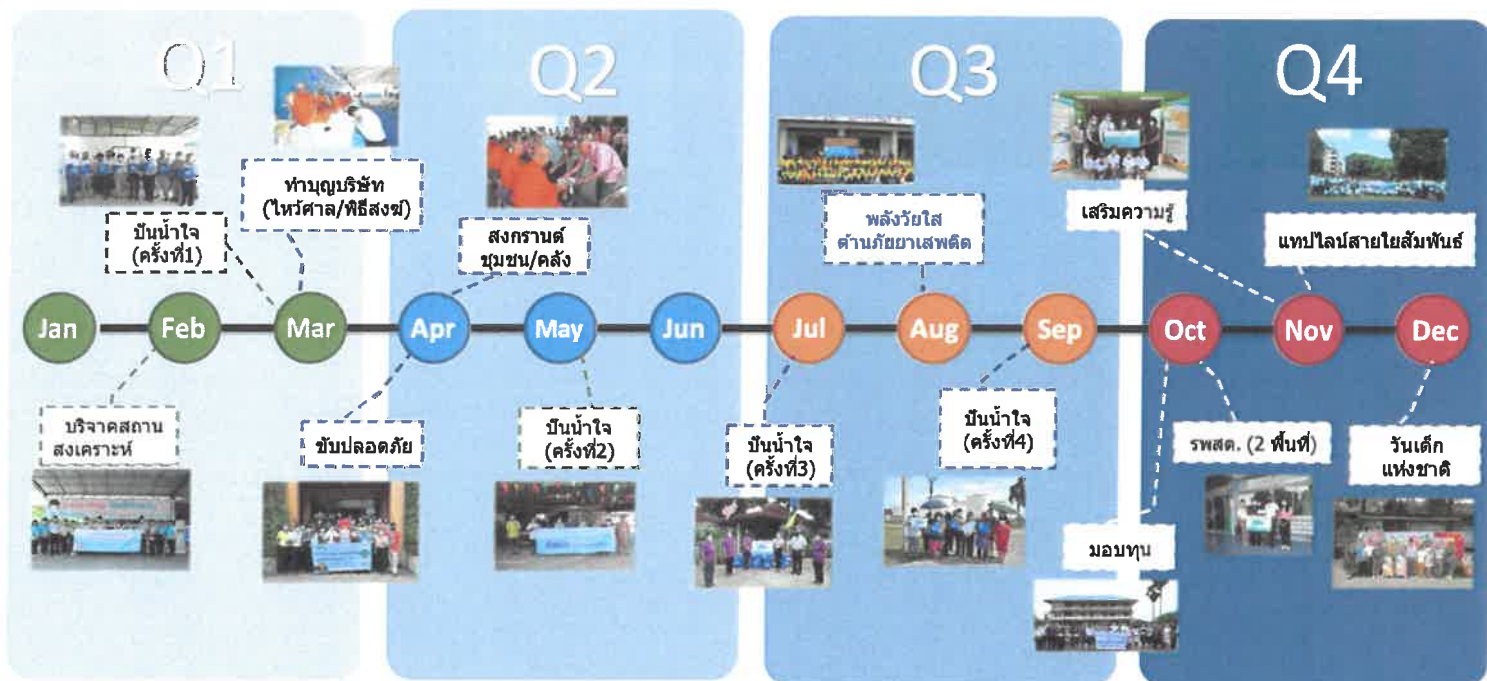 Q1
Q2
Q3
Q4
ทำบุญบริษัท
(ไหว้ศาล/พิธีสงฆ์)
ปันน้ำใจ
(ครั้งที่1)
สงกรานต์
ชุมชน/คลัง
พลังวัยใส
ต้านภัยยาเสพติด
เสริมความรู้
แทปไลน์สายใยสัมพันธ์
Jan
Feb
Mar
Apr
May
Jun
Jul
Aug
Sep
Oct
Nov
Dec
บริจาคสถาน
สงเคราะห์
ขับปลอดภัย
ปันน้ำใจ
(ครั้งที่2)
ปันน้ำใจ
(ครั้งที่3)
ปันน้ำใจ
(ครั้งที่4)
มอบทุน
รพสต. (2 พื้นที่)
วันเด็ก
แห่งชาติ